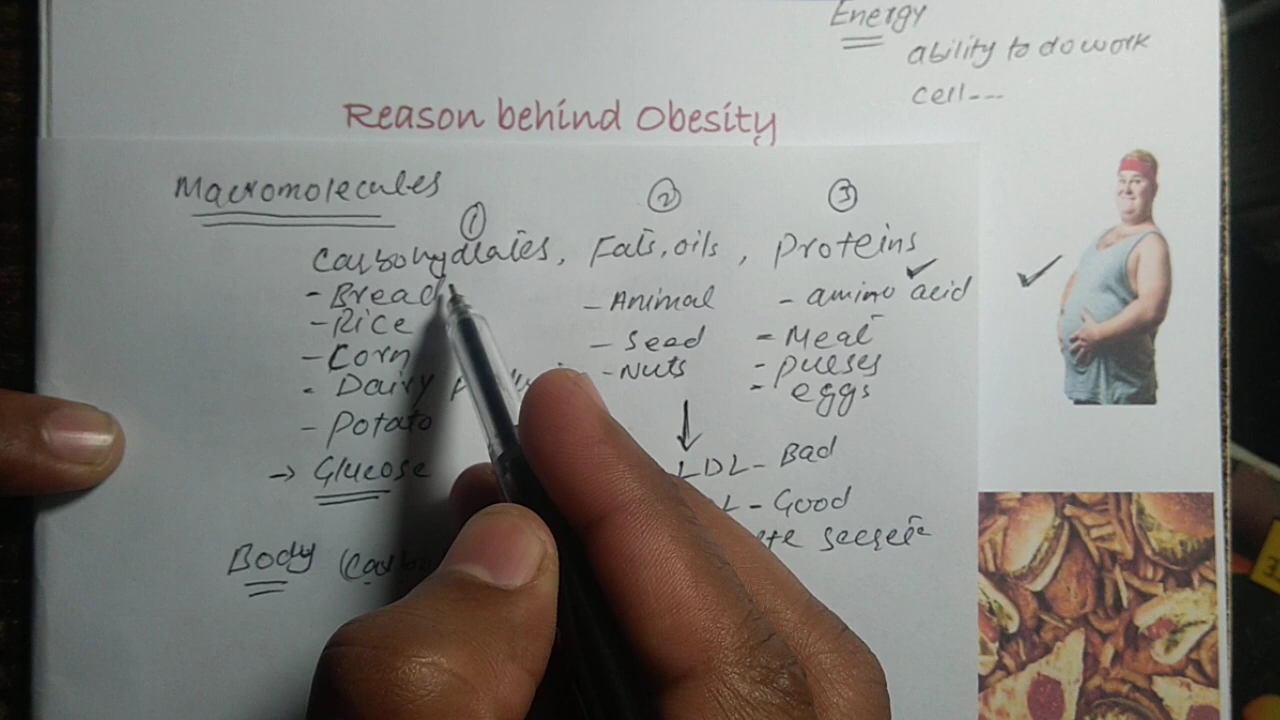 Energy
ability to do work
cell---
Reason behind Obesity
Macromolecules
① ② ③
Carbohydrates, Fats, oils, Proteins
- Bread - Animal - amino acid
- Rice - Seed - Meat
- Corn - Nuts - pulses
- Dairy - eggs
- Potato
→ Glucose LDL - Bad
L - Good
Body